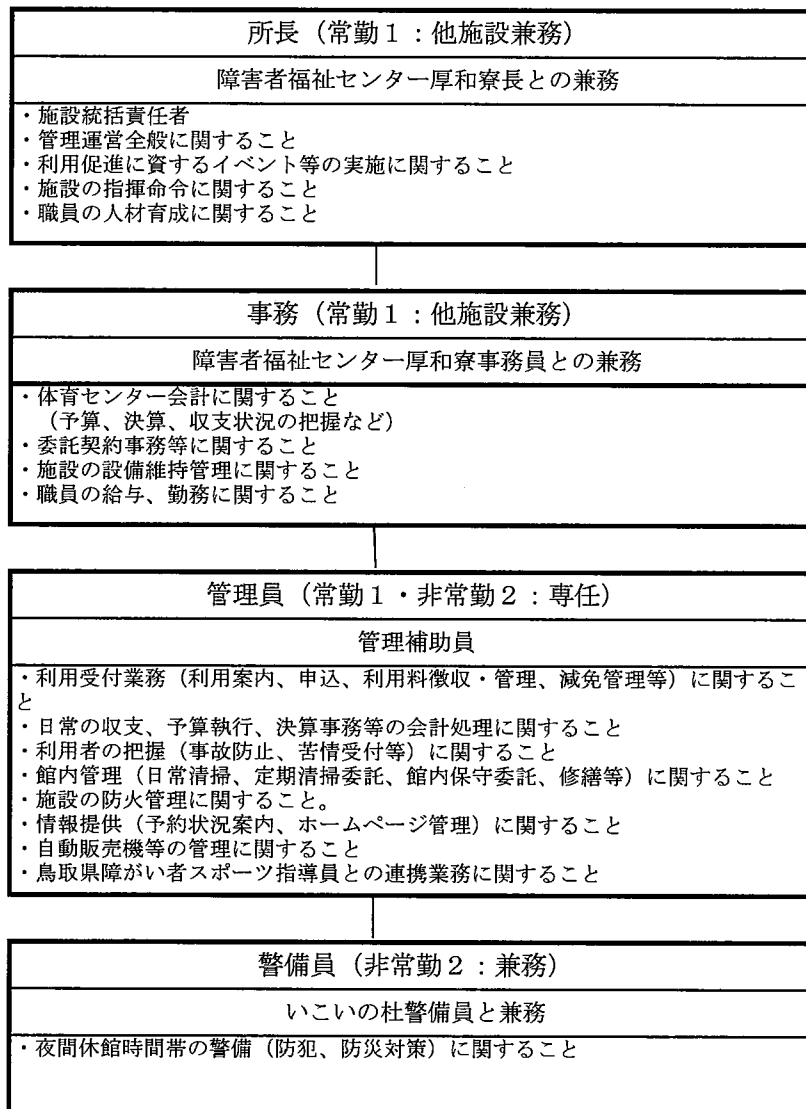 所長（常勤１：他施設兼務）
障害者福祉センター厚和寮長との兼務
・施設統括責任者
・管理運営全般に関すること
・利用促進に資するイベント等の実施に関すること
・施設の指揮命令に関すること
・職員の人材育成に関すること
事務（常勤１：他施設兼務）
障害者福祉センター厚和寮事務員との兼務
・体育センター会計に関すること
（予算、決算、収支状況の把握など）
・委託契約事務等に関すること
・施設の設備維持管理に関すること
・職員の給与、勤務に関すること
管理員（常勤１・非常勤２：専任）
管理補助員
・利用受付業務（利用案内、申込、利用料徴収・管理、減免管理等）に関するこ
と
・日常の収支、予算執行、決算事務等の会計処理に関すること
・利用者の把握（事故防止、苦情受付等）に関すること
・館内管理（日常清掃、定期清掃委託、館内保守委託、修繕等）に関すること
・施設の防火管理に関すること。
・情報提供（予約状況案内、ホームページ管理）に関すること
・自動販売機等の管理に関すること
・鳥取県障がい者スポーツ指導員との連携業務に関すること
警備員（非常勤２：兼務）
いこいの杜警備員と兼務
・夜間休館時間帯の警備（防犯、防災対策）に関すること